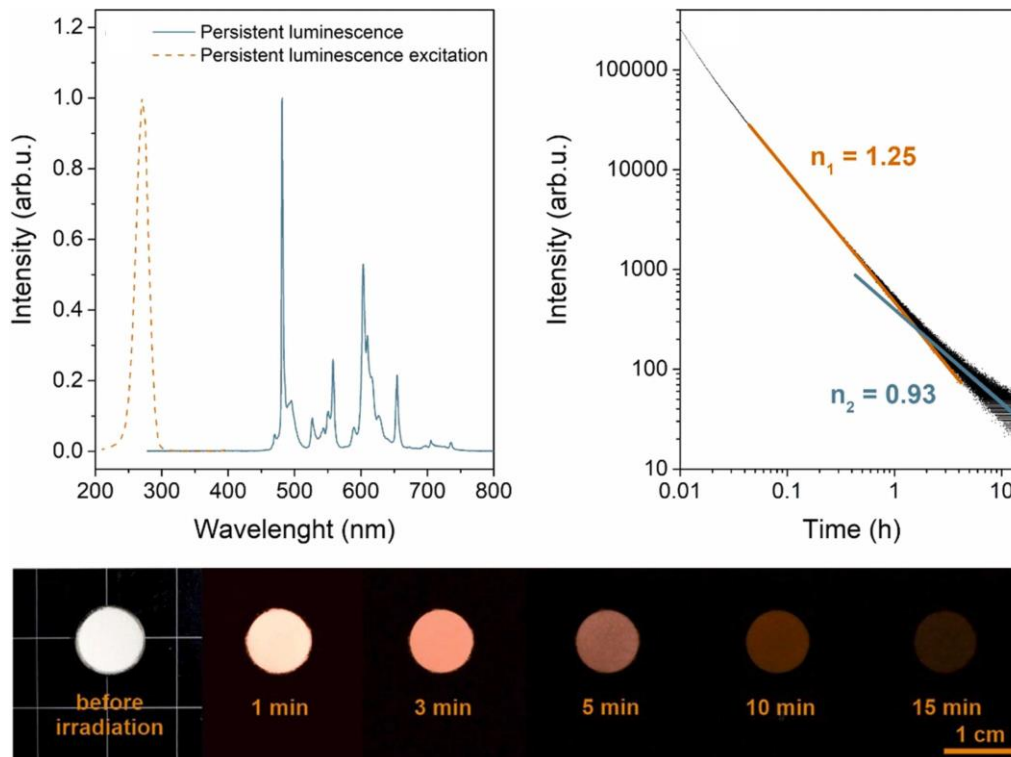 1.2
1.0
0.8
0.6
0.4
0.2
0.0
Intensity (arb.u.)
Persistent luminescence
Persistent luminescence excitation
200 300 400 500 600 700 800
Wavelenght (nm)
100000
10000
1000
100
10
Intensity (arb.u.)
n1 = 1.25
n2 = 0.93
0.01 0.1 1 10
Time (h)
before
irradiation
1 min
3 min
5 min
10 min
15 min
1 cm